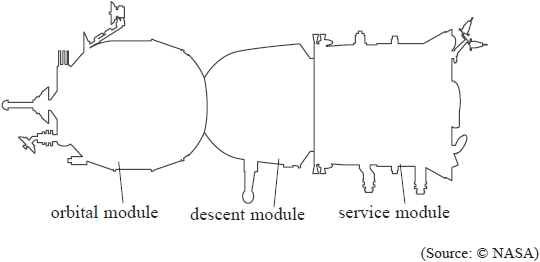 orbital module
descent module
service module
(Source: © NASA)